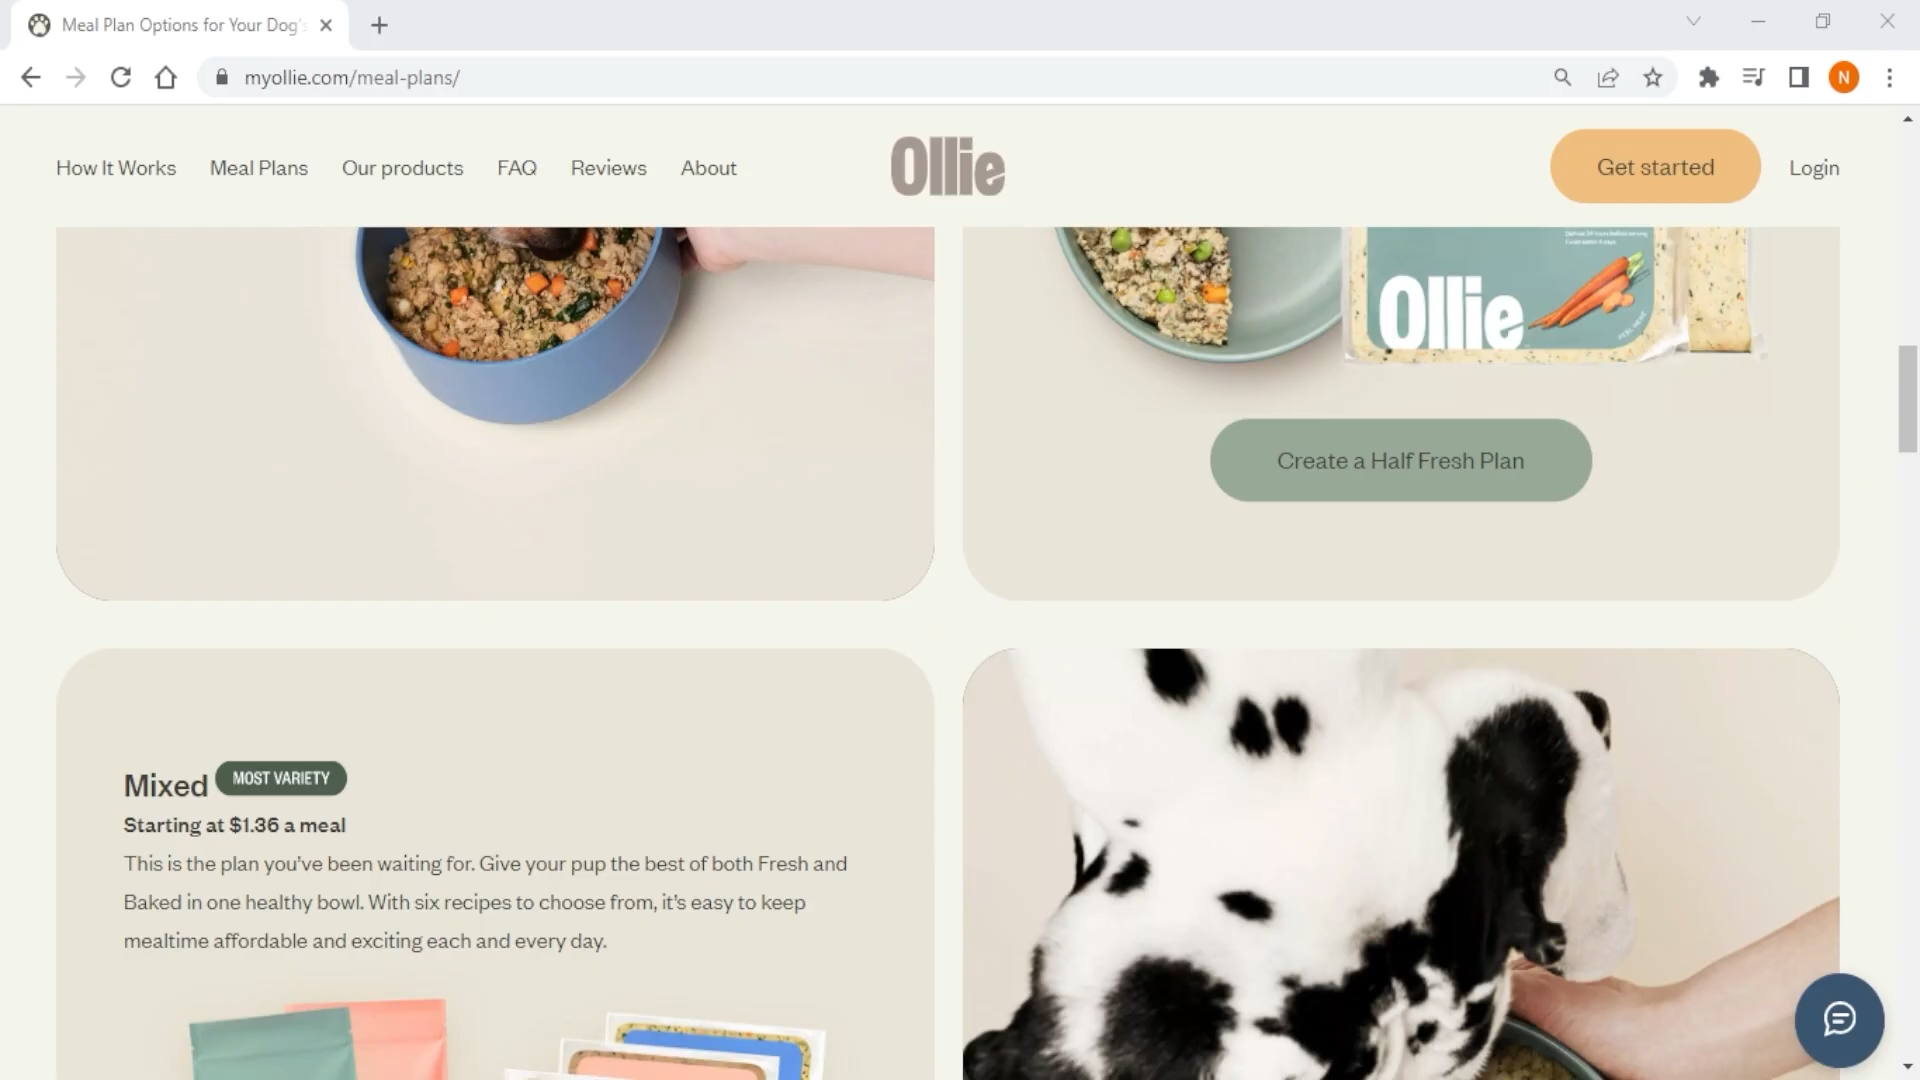 Meal Plan Options for Your Dog's
myollie.com/meal-plans/
N
How It Works
Meal Plans
Our products
FAQ
Reviews
About
Ollie
Get started
Login
Ollie
Create a Half Fresh Plan
Mixed
MOST VARIETY
Starting at $1.36 a meal
This is the plan you've been waiting for. Give your pup the best of both Fresh and
Baked in one healthy bowl. With six recipes to choose from, it's easy to keep
mealtime affordable and exciting each and every day.